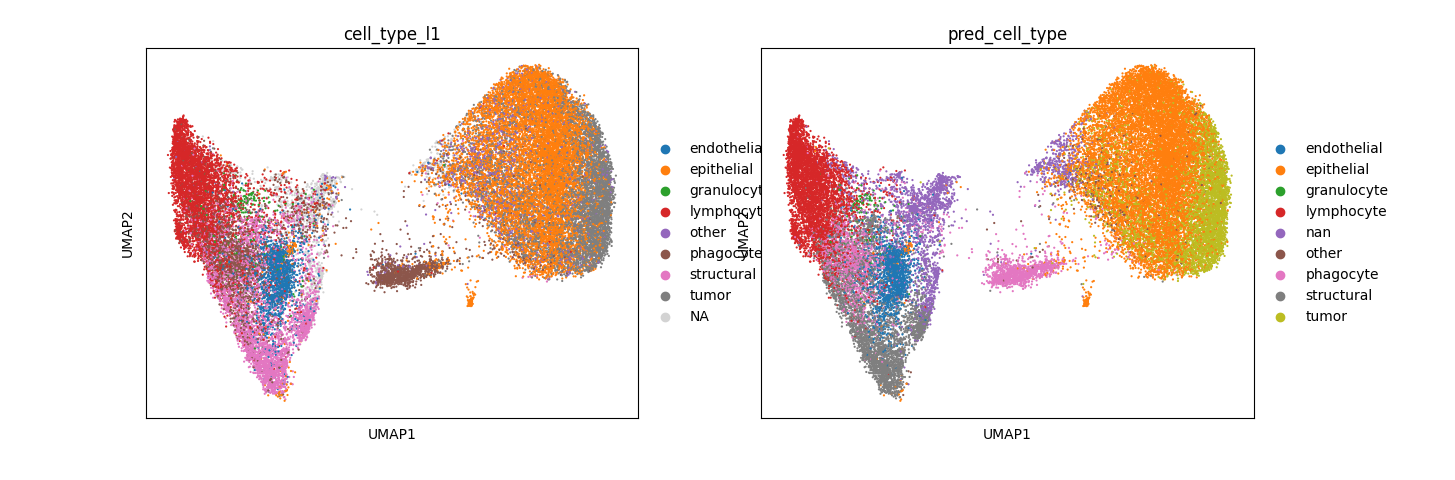 cell_type_l1
UMAP2
UMAP1
endothelia
epithelial
granulocyt
lymphocyt
other
phagocyte
structural
tumor
NA
pred_cell_type
UMAP2
UMAP1
endothelial
epithelial
granulocyte
lymphocyte
nan
other
phagocyte
structural
tumor